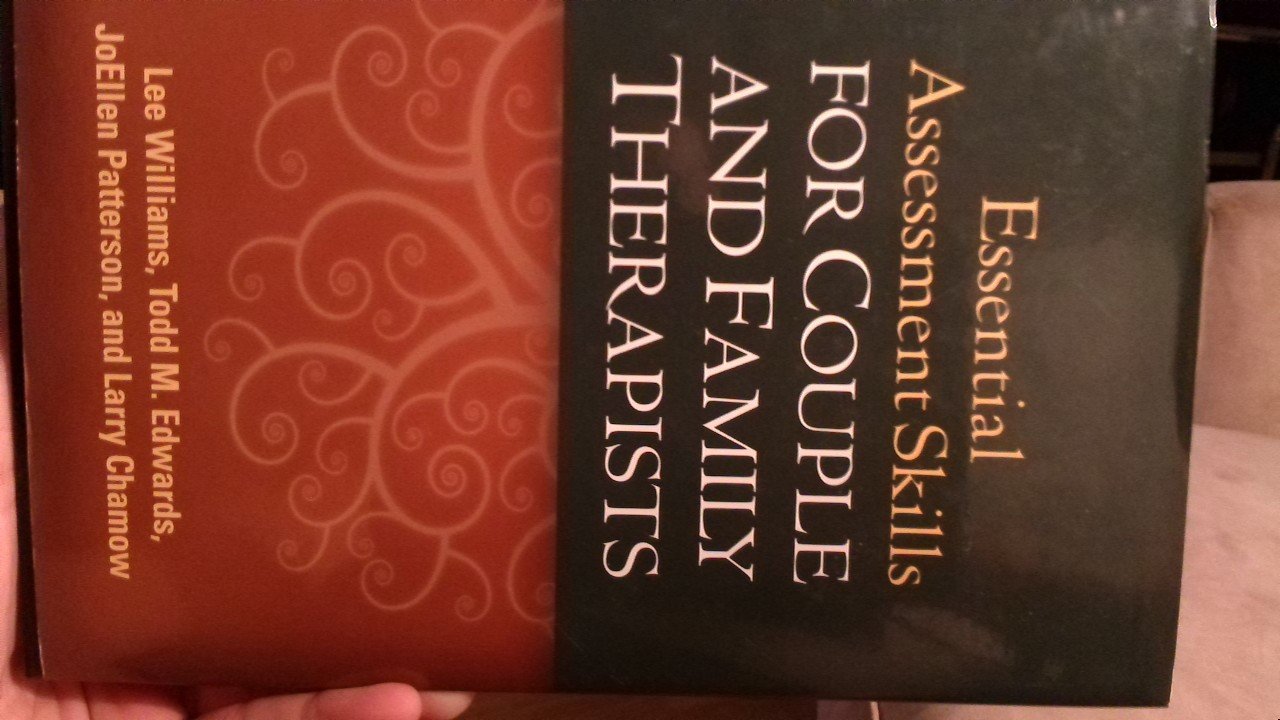 Essential
Assessment Skills
FOR COUPLE
AND FAMILY
THERAPISTS
Lee Williams, Todd M. Edwards,
JoEllen Patterson, and Larry Chamow